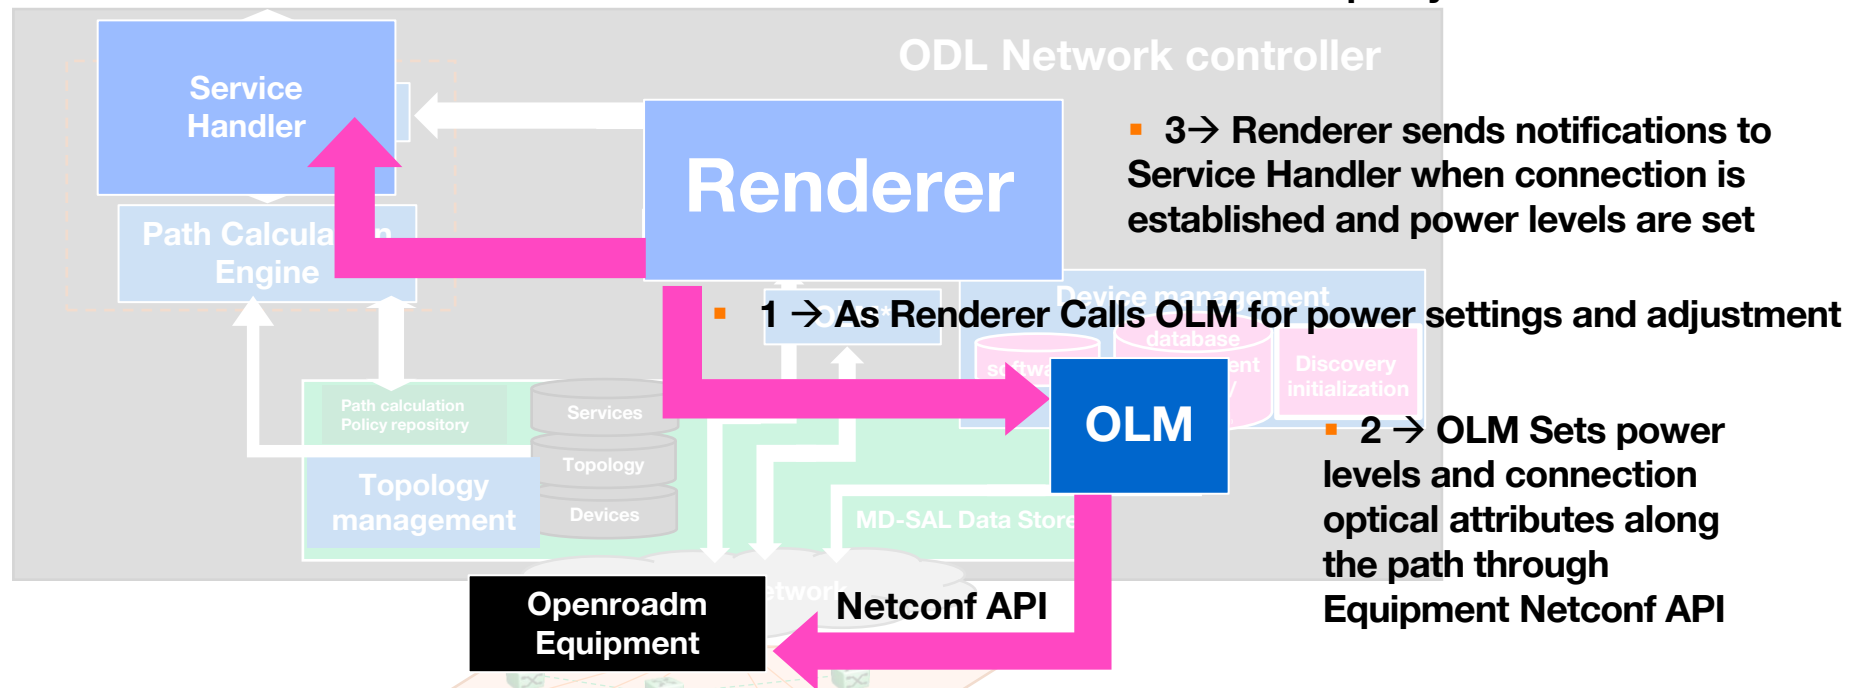 ODL Network controller
Service
Handler
Renderer
▪ 3→ Renderer sends notifications to
Service Handler when connection is
established and power levels are set
Path Calculation
Engine
Device management
▪ 1 → As Renderer Calls OLM for power settings and adjustment
database
Discovery
initialization
OLM
Path calculation
Policy repository
Services
Topology
Devices
Topology
management
MD-SAL Data Store
▪ 2 → OLM Sets power
levels and connection
optical attributes along
the path through
Equipment Netconf API
Openroadm
Equipment
Netconf API